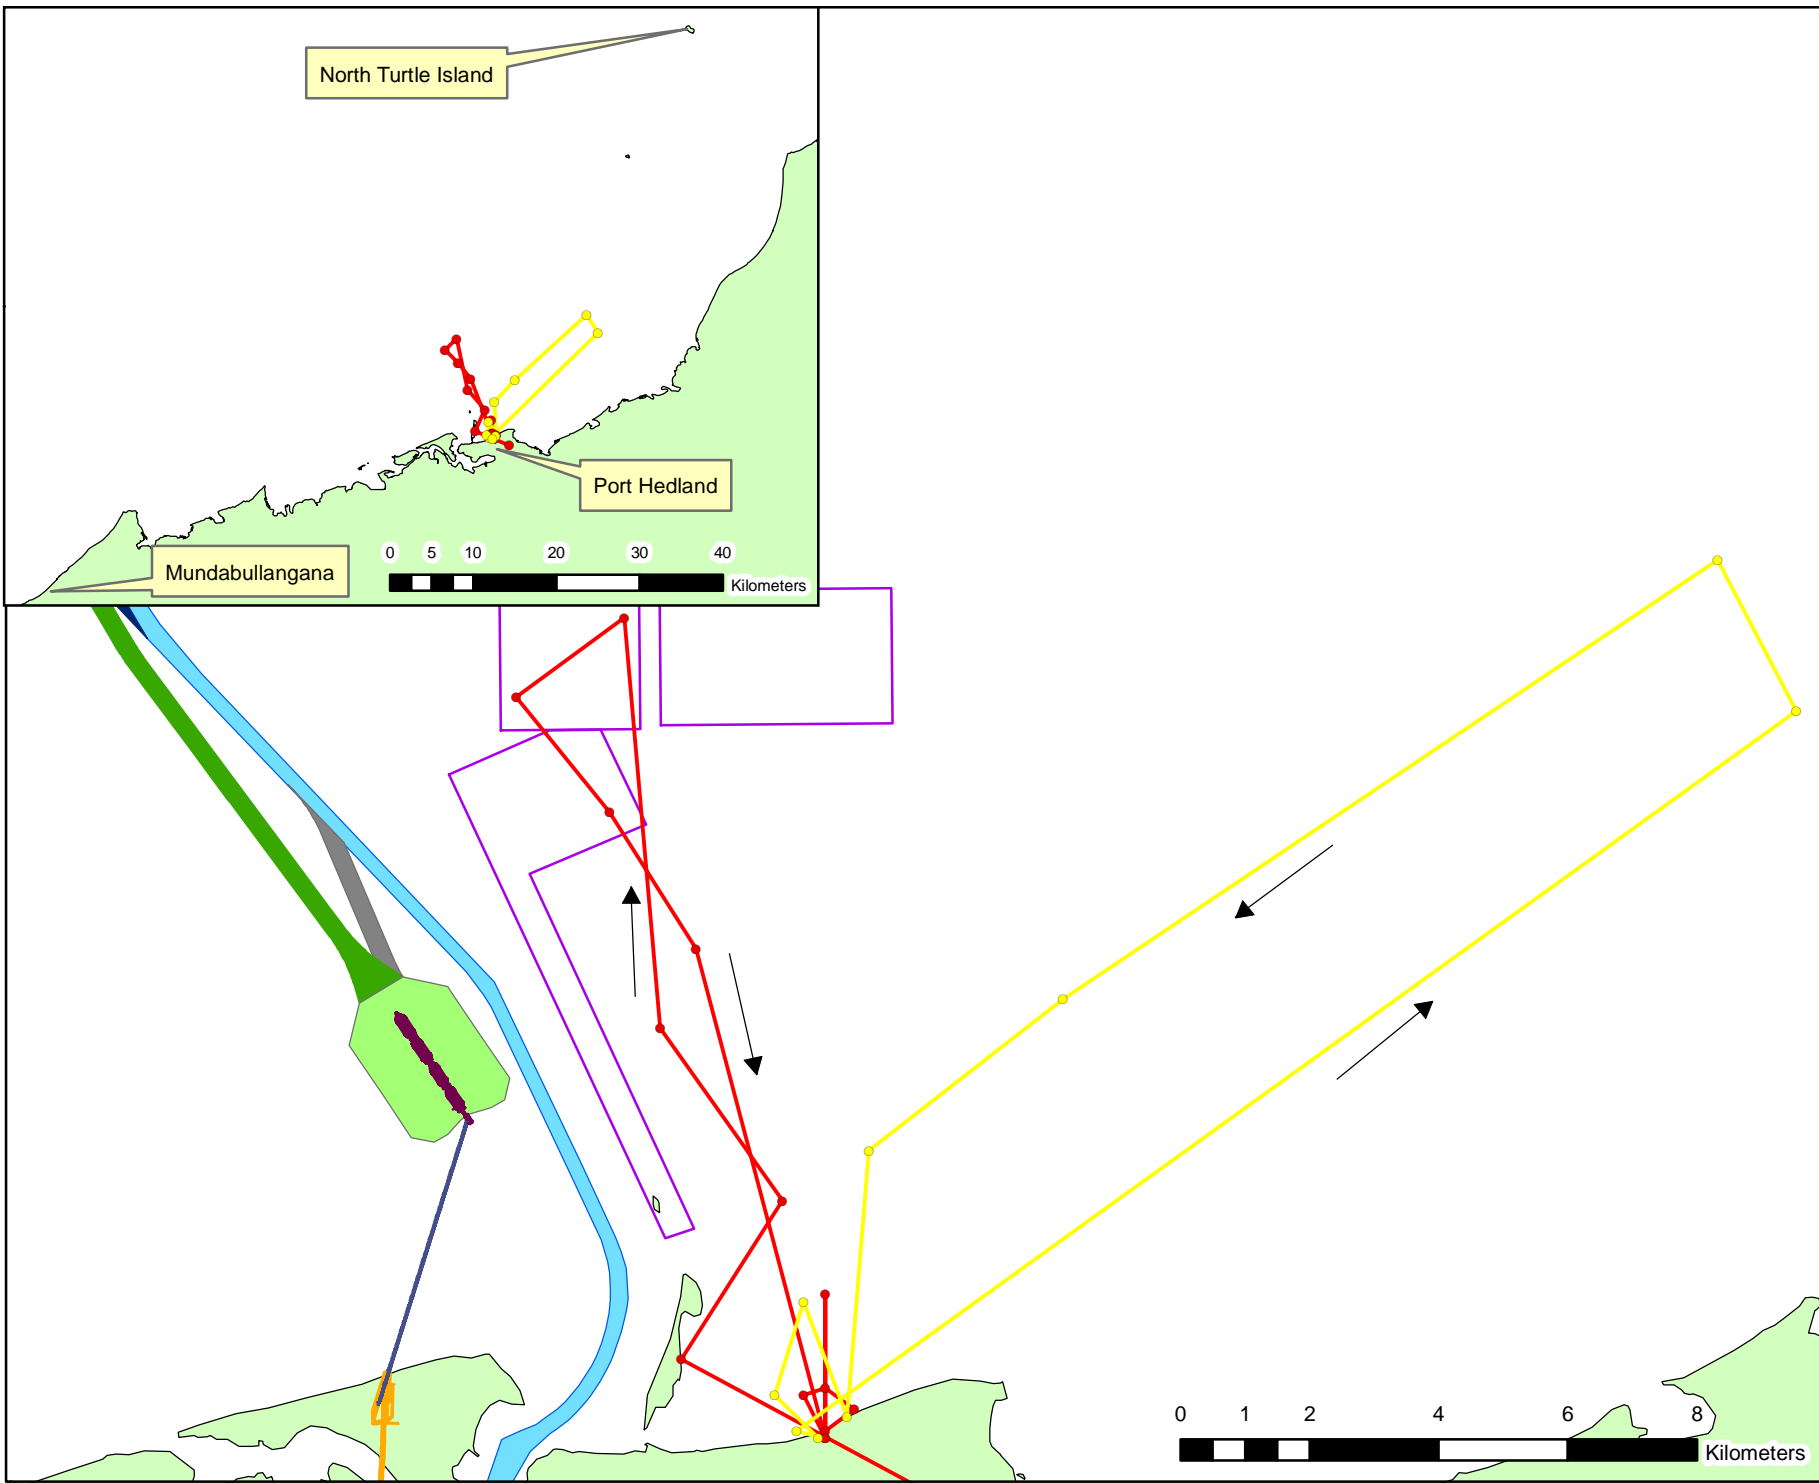 North Turtle Island
Port Hedland
Mundabullangana
0 5 10 20 30 40
Kilometers
0 1 2 4 6 8
Kilometers